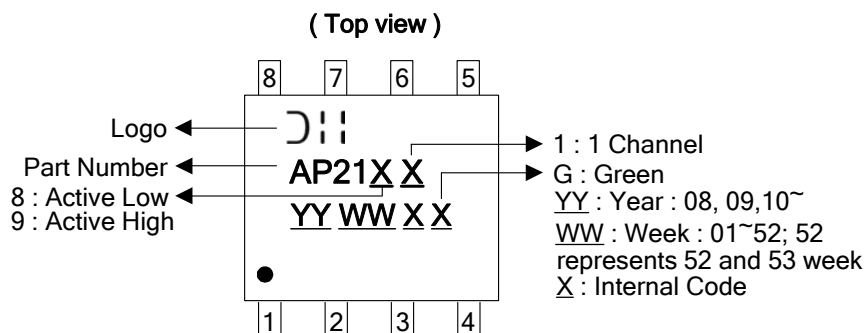 ( Top view )
8 7 6 5
Logo
Part Number
8 : Active Low
9 : Active High
AP21X X
YY WW X X
1 : 1 Channel
G : Green
YY : Year : 08, 09,10~
WW : Week : 01~52; 52
represents 52 and 53 week
X : Internal Code
1 2 3 4